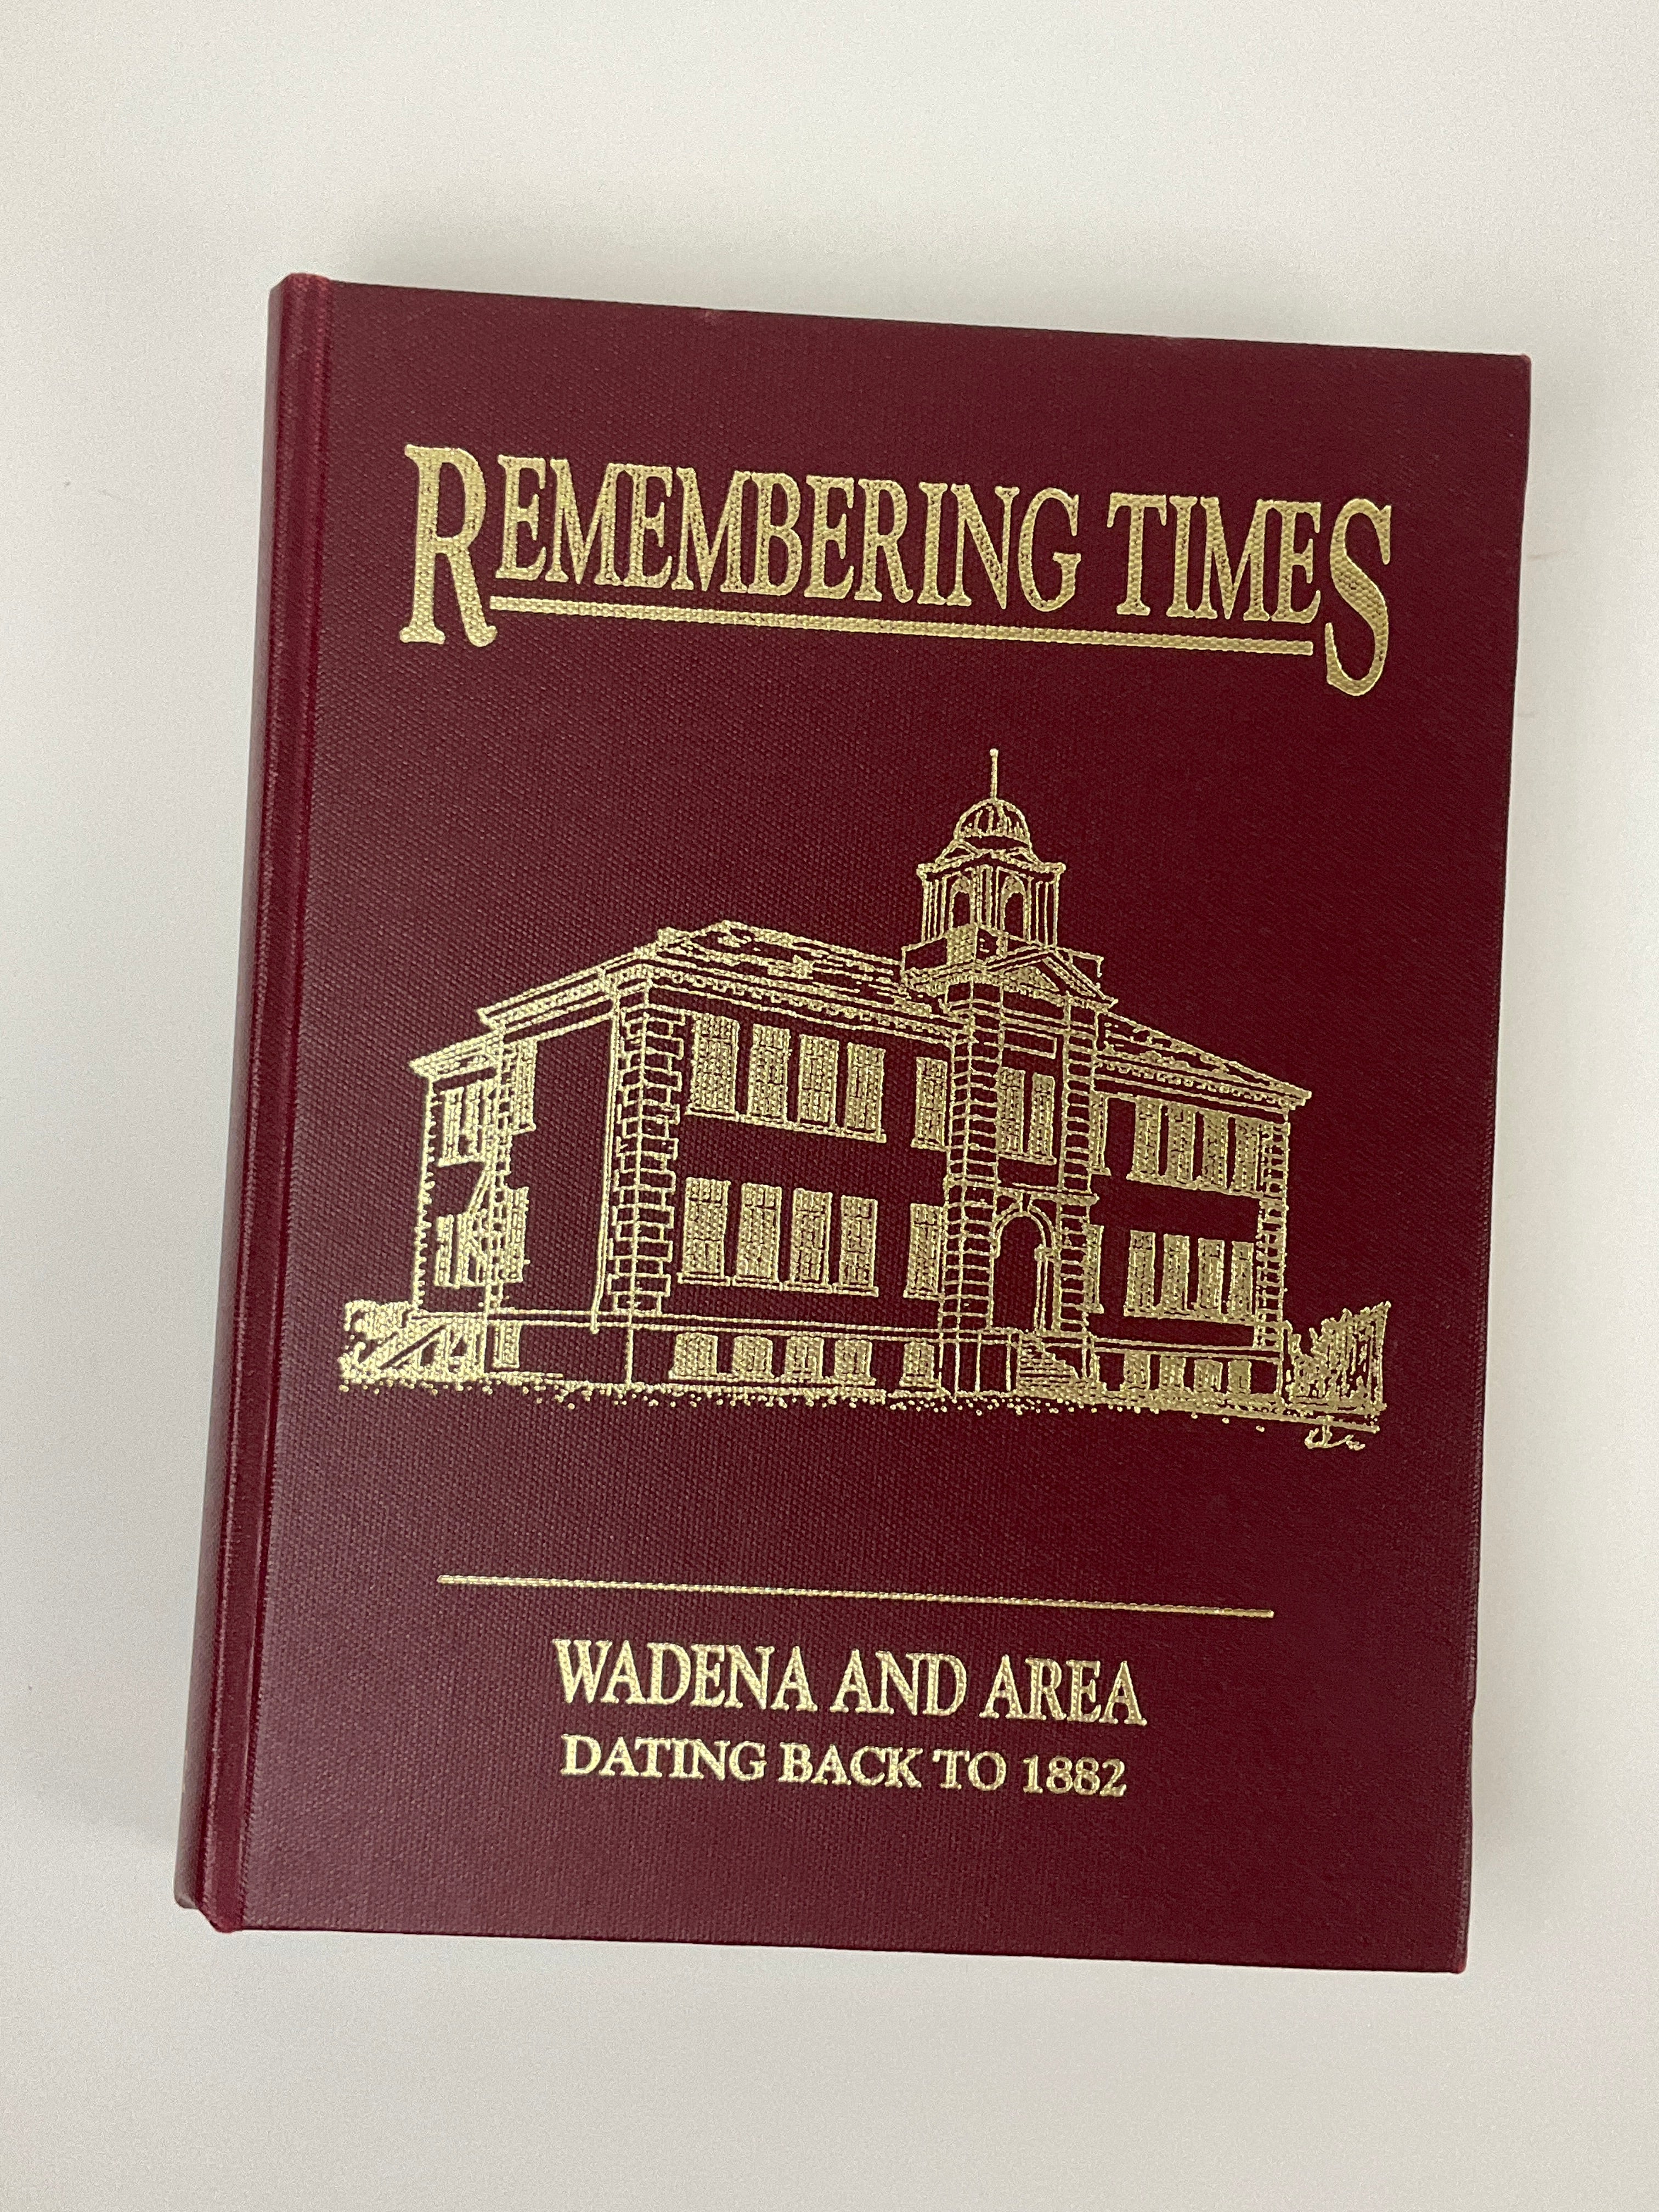 REMEMBERING TIMES
WADENA AND AREA
DATING BACK TO 1882